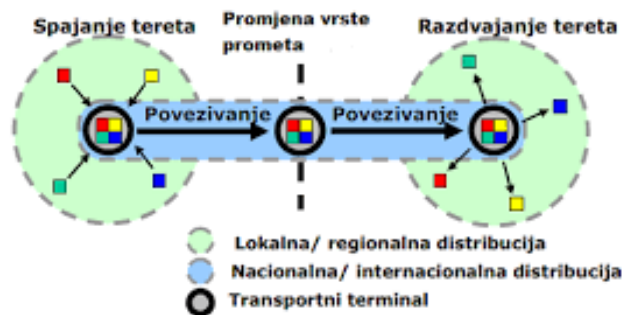 Spajanje tereta
Promjena vrste
prometa
Razdvajanje tereta
Povezivanje
Povezivanje
Lokalna/ regionalna distribucija
Nacionalna/ internacionalna distribucija
Transportni terminal